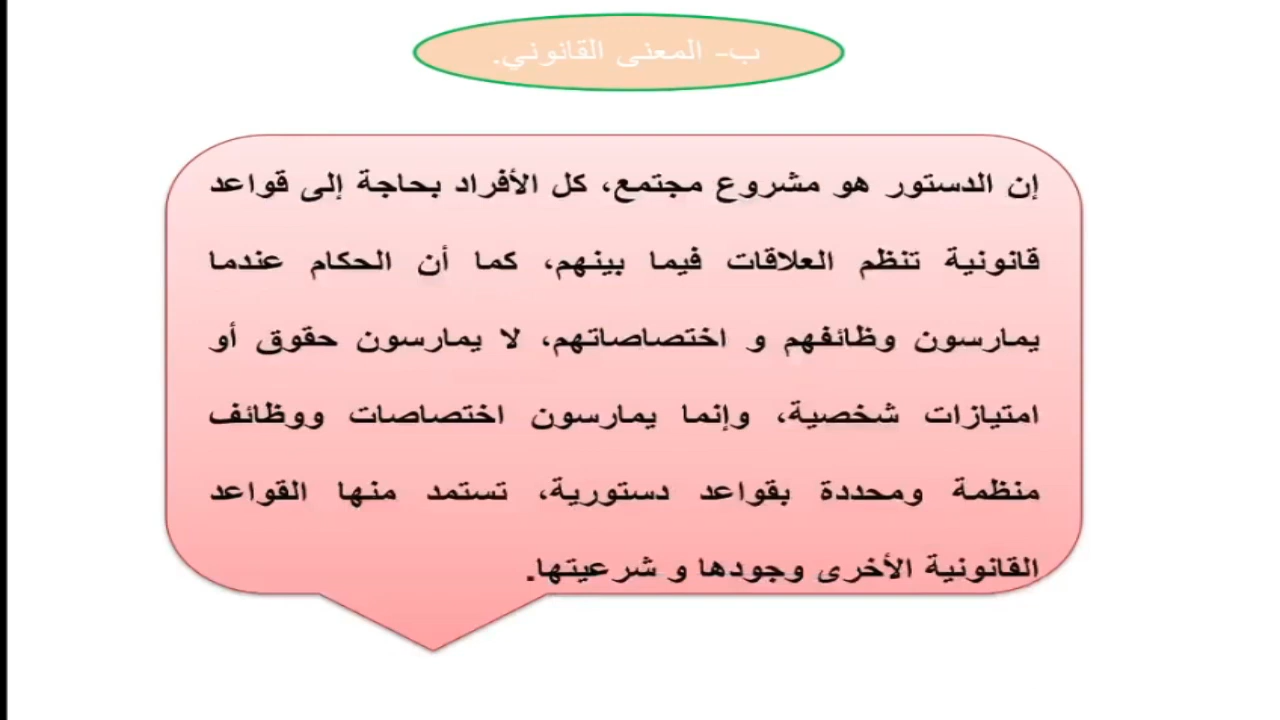 ب- المعنى القانوني.
إن الدستور هو مشروع مجتمع، كل الأفراد بحاجة إلى قواعد
قانونية تنظم العلاقات فيما بينهم، كما أن الحكام عندما
يمارسون وظائفهم و اختصاصاتهم، لا يمارسون حقوق أو
امتيازات شخصية، وإنما يمارسون اختصاصات ووظائف
منظمة ومحددة بقواعد دستورية، تستمد منها القواعد
القانونية الأخرى وجودها و شرعيتها.